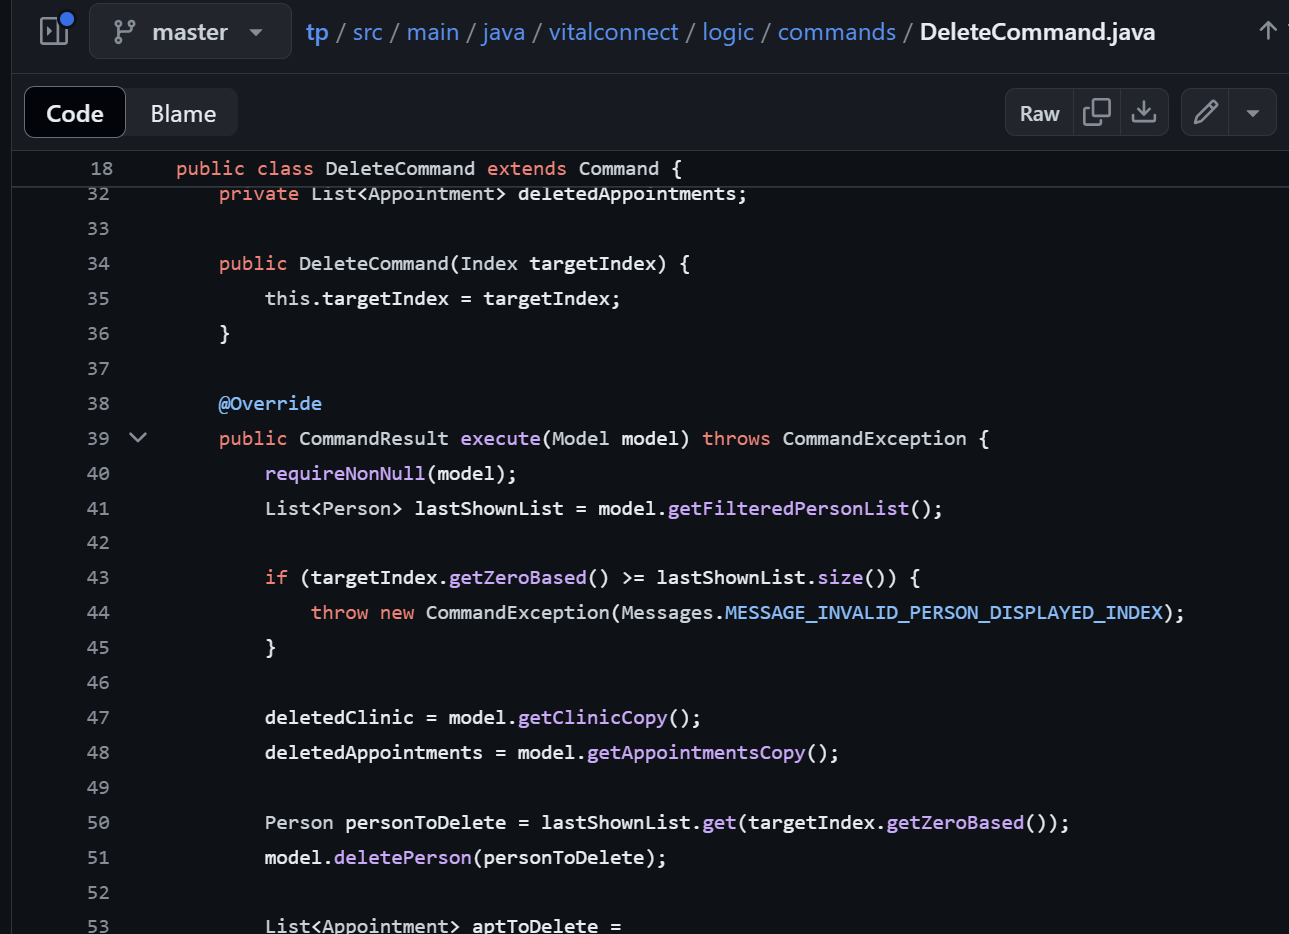 master tp / src / main / java / vitalconnect / logic / commands / DeleteCommand.java
Code Blame Raw
18 public class DeleteCommand extends Command {
32 private List<Appointment> deletedAppointments;
33
34 public DeleteCommand(Index targetIndex) {
35 this.targetIndex = targetIndex;
36 }
37
38 @Override
39 public CommandResult execute(Model model) throws CommandException {
40 requireNonNull(model);
41 List<Person> lastShownList = model.getFilteredPersonList();
42
43 if (targetIndex.getZeroBased() >= lastShownList.size()) {
44 throw new CommandException(Messages.MESSAGE_INVALID_PERSON_DISPLAYED_INDEX);
45 }
46
47 deletedClinic = model.getClinicCopy();
48 deletedAppointments = model.getAppointmentsCopy();
49
50 Person personToDelete = lastShownList.get(targetIndex.getZeroBased());
51 model.deletePerson(personToDelete);
52
53 List<Appointment> aptToDelete =